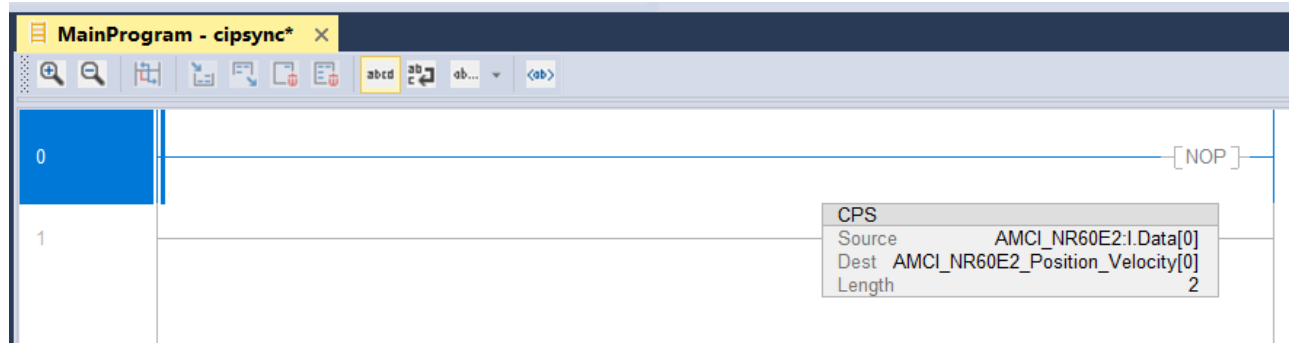 MainProgram - cipsync*
abcd ab c ab... <ab>
0
NOP
1
CPS
Source AMCI_NR60E2:I.Data[0]
Dest AMCI_NR60E2_Position_Velocity[0]
Length 2